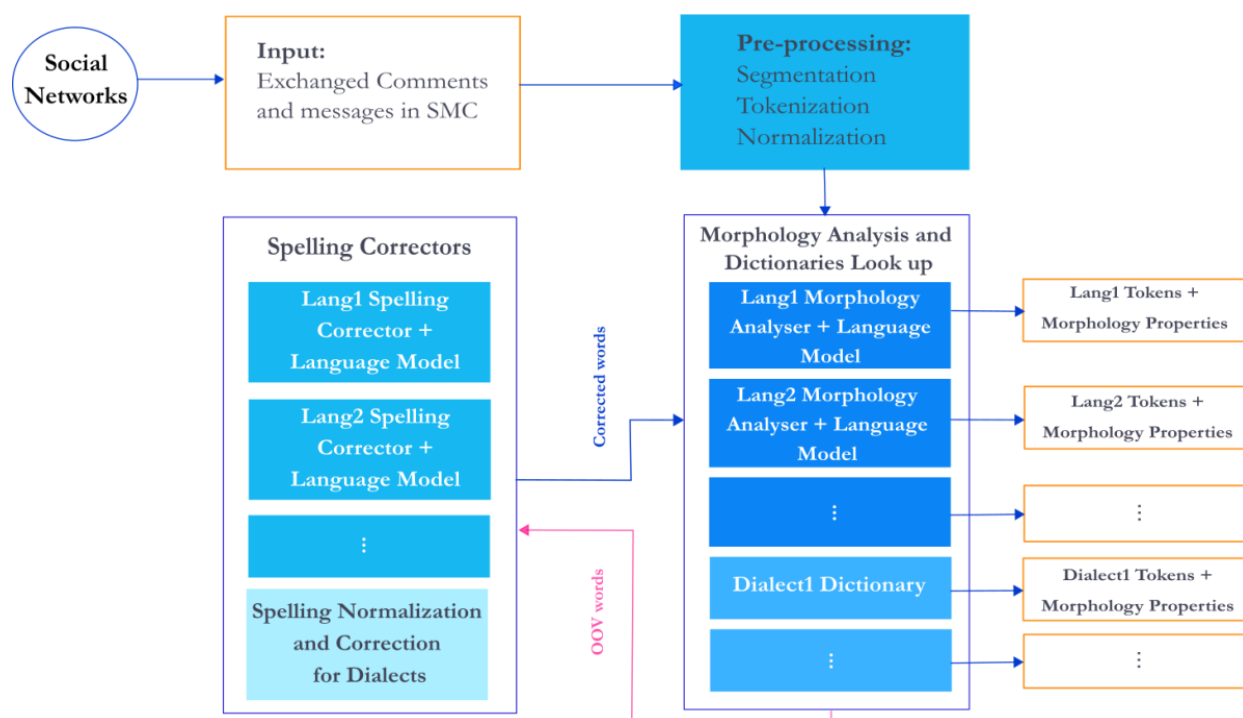 Social
Networks
Input:
Exchanged Comments
and messages in SMC
Pre-processing:
Segmentation
Tokenization
Normalization
Spelling Correctors
Lang1 Spelling
Corrector +
Language Model
Lang2 Spelling
Corrector +
Language Model
⋮
Spelling Normalization
and Correction
for Dialects
Corrected words
OOV words
Morphology Analysis and
Dictionaries Look up
Lang1 Morphology
Analyser + Language
Model
Lang2 Morphology
Analyser + Language
Model
⋮
Dialect1 Dictionary
⋮
Lang1 Tokens +
Morphology Properties
Lang2 Tokens +
Morphology Properties
⋮
Dialect1 Tokens +
Morphology Properties
⋮